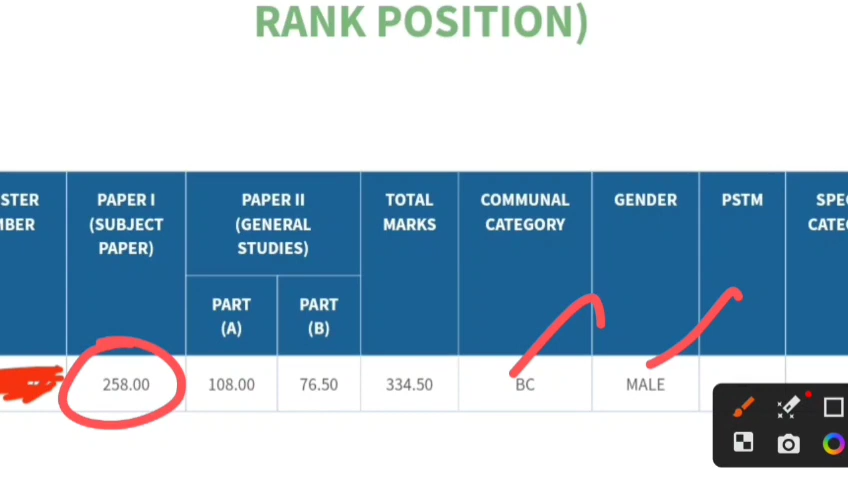 RANK POSITION)
STER
PAPER I
PAPER II
TOTAL
COMMUNAL
GENDER
PSTM
SPEC
MBER
(SUBJECT
(GENERAL
MARKS
CATEGORY
CATEG
PAPER)
STUDIES)
PART
PART
(A)
(B)
258.00
108.00
76.50
334.50
BC
MALE